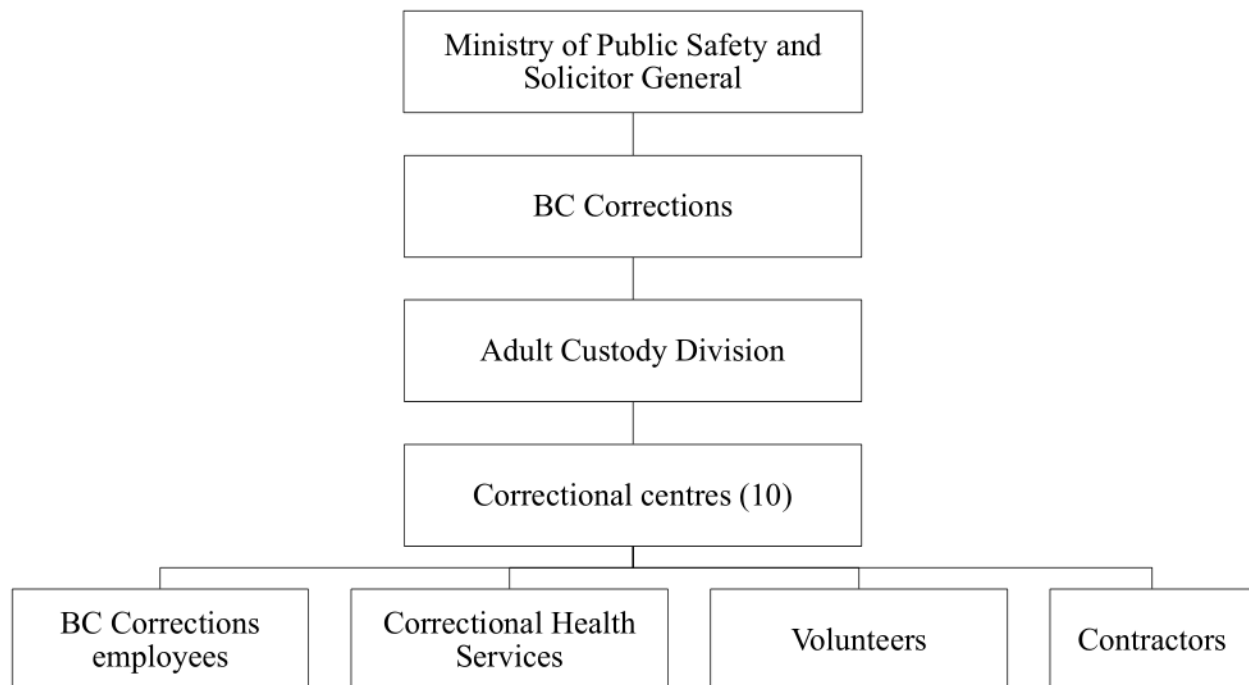 Ministry of Public Safety and
Solicitor General
BC Corrections
Adult Custody Division
Correctional centres (10)
BC Corrections
employees
Correctional Health
Services
Volunteers
Contractors